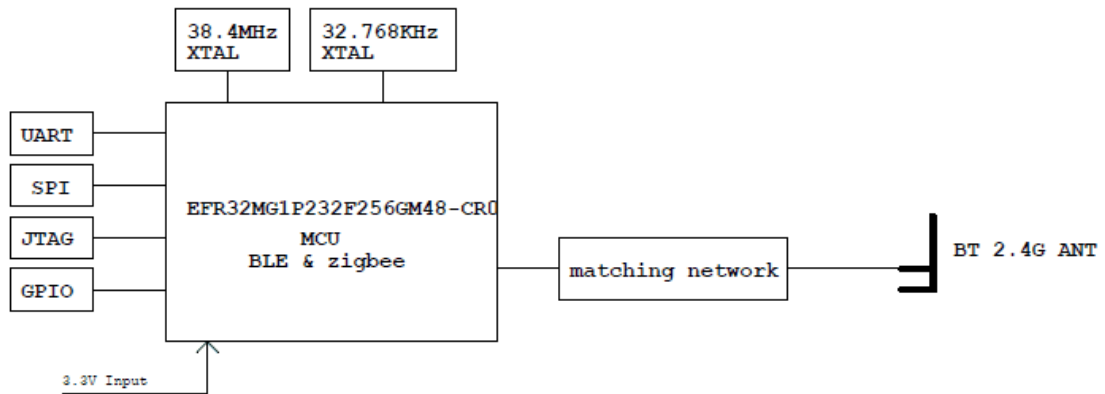 38.4MHz
XTAL
32.768KHz
XTAL
UART
SPI
JTAG
GPIO
EFR32MG1P232F256GM48-CR0
MCU
BLE & zigbee
matching network
BT 2.4G ANT
3.3V Input